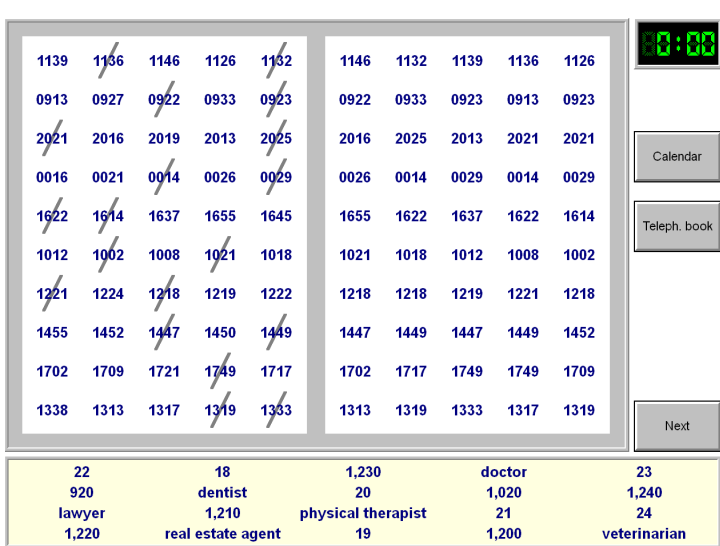 0:00
1139 1136 1146 1126 1132 1146 1132 1139 1136 1126
0913 0927 0922 0933 0923 0922 0933 0923 0913 0923
2021 2016 2019 2013 2025 2016 2025 2013 2021 2021
Calendar
0016 0021 0014 0026 0029 0026 0014 0029 0014 0029
1622 1614 1637 1655 1645 1655 1622 1637 1622 1614
Teleph. book
1012 1002 1008 1021 1018 1021 1018 1012 1008 1002
1221 1224 1218 1219 1222 1218 1218 1219 1221 1218
1455 1452 1447 1450 1449 1447 1449 1447 1449 1452
1702 1709 1721 1749 1717 1702 1717 1749 1749 1709
1338 1313 1317 1319 1333 1313 1319 1333 1317 1319
Next
22 18 1,230 doctor 23
920 dentist 20 1,020 1,240
lawyer 1,210 physical therapist 21 24
1,220 real estate agent 19 1,200 veterinarian